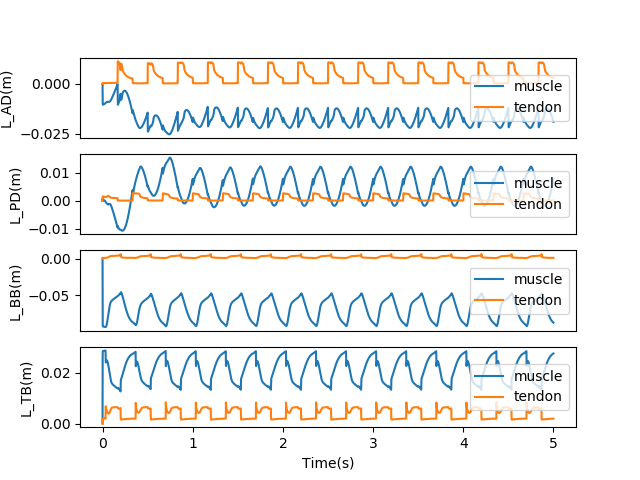 L_AD(m)
0.000
−0.025
muscle
tendon
L_PD(m)
0.01
0.00
−0.01
muscle
tendon
L_BB(m)
0.00
−0.05
muscle
tendon
L_TB(m)
0.02
0.00
muscle
tendon
0 1 2 3 4 5
Time(s)